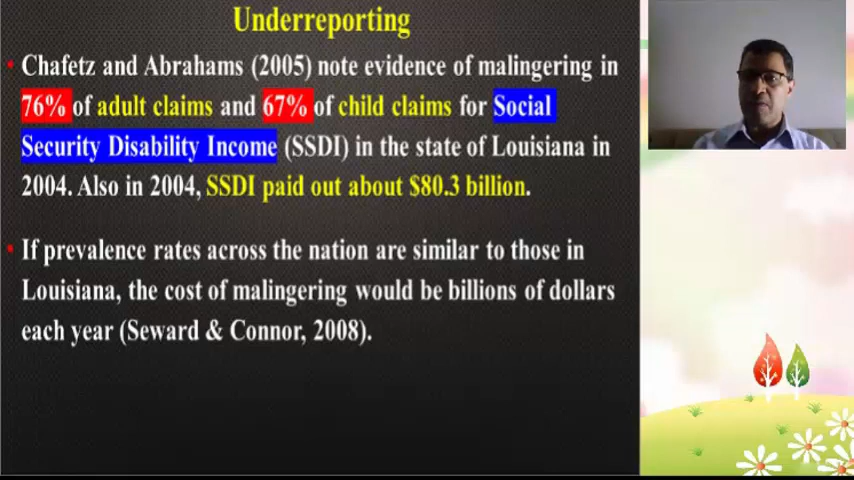 Underreporting
• Chafetz and Abrahams (2005) note evidence of malingering in
76% of adult claims and 67% of child claims for Social
Security Disability Income (SSDI) in the state of Louisiana in
2004. Also in 2004, SSDI paid out about $80.3 billion.
• If prevalence rates across the nation are similar to those in
Louisiana, the cost of malingering would be billions of dollars
each year (Seward & Connor, 2008).